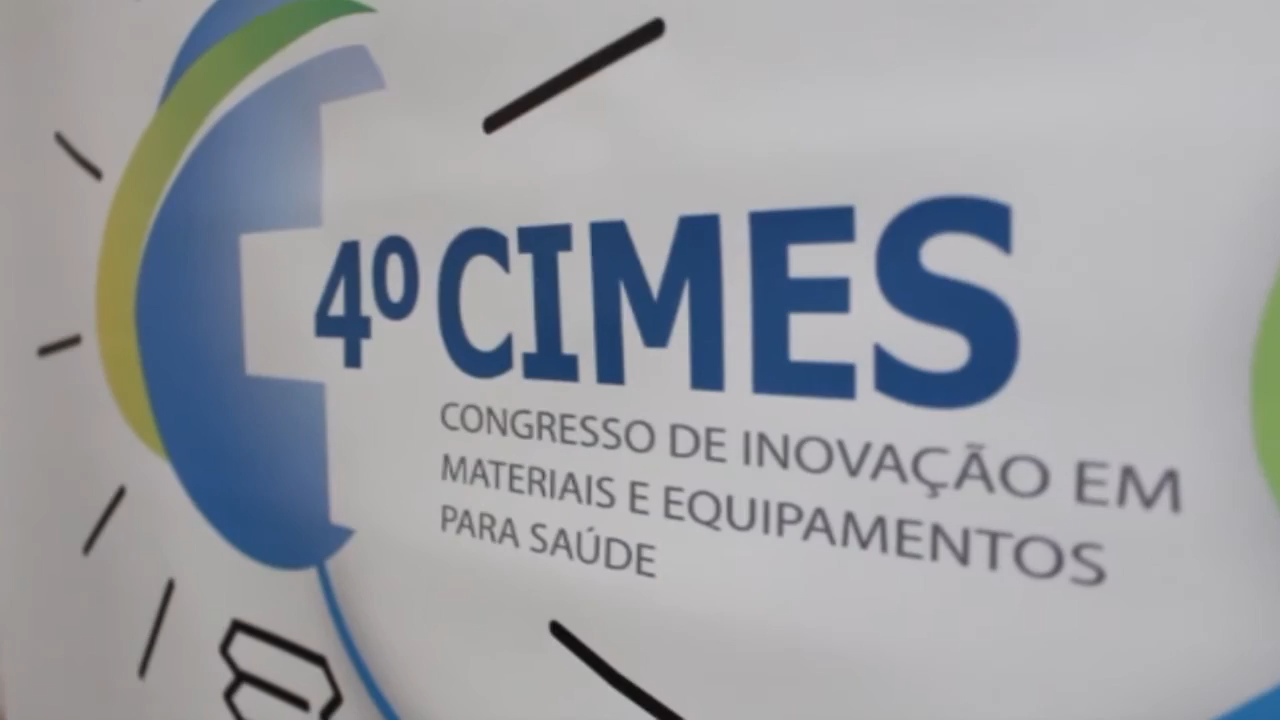 4º CIMES
CONGRESSO DE INOVAÇÃO EM
MATERIAIS E EQUIPAMENTOS
PARA SAÚDE